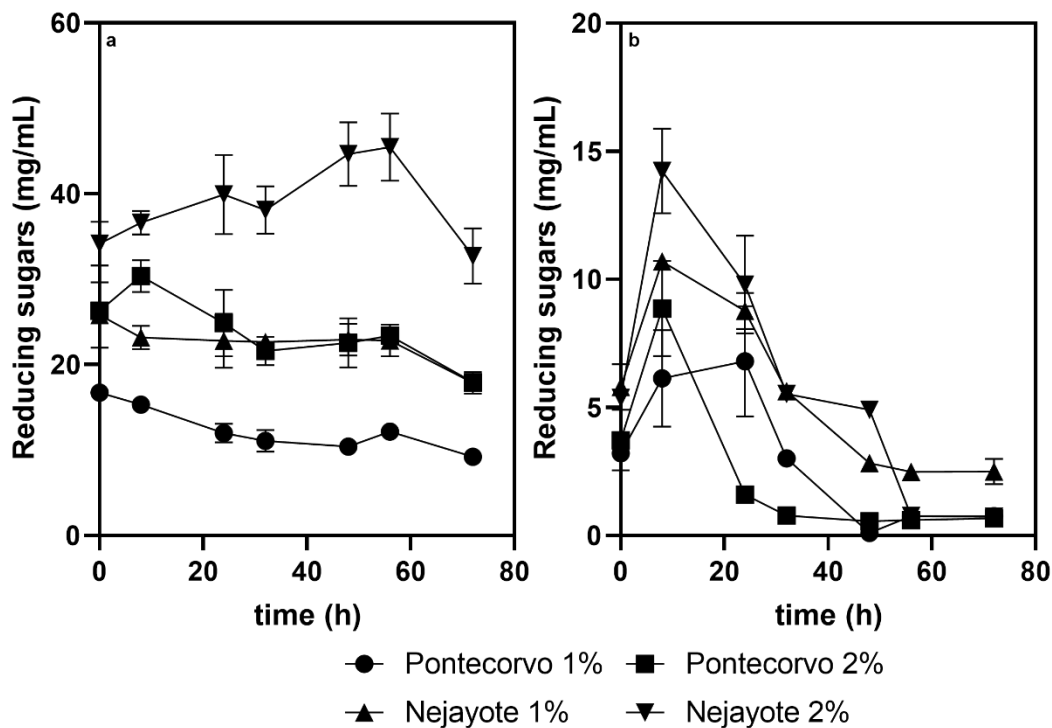 a
Reducing sugars (mg/mL)
60
40
20
0
0 20 40 60 80
time (h)
b
Reducing sugars (mg/mL)
20
15
10
5
0
0 20 40 60 80
time (h)
Pontecorvo 1% Pontecorvo 2%
Nejayote 1% Nejayote 2%